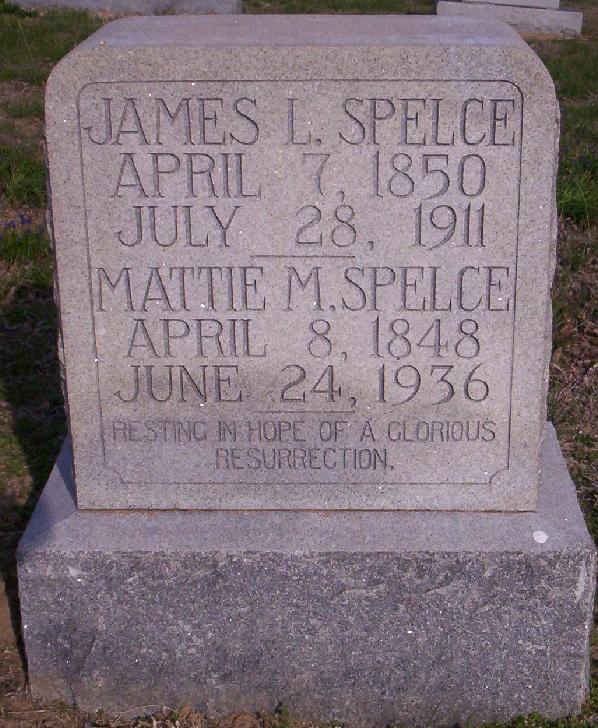 JAMES L. SPELCE
APRIL 7, 1850
JULY 28, 1911
MATTIE M. SPELCE
APRIL 8, 1848
JUNE 24, 1936
RESTING IN HOPE OF A GLORIOUS
RESURRECTION.